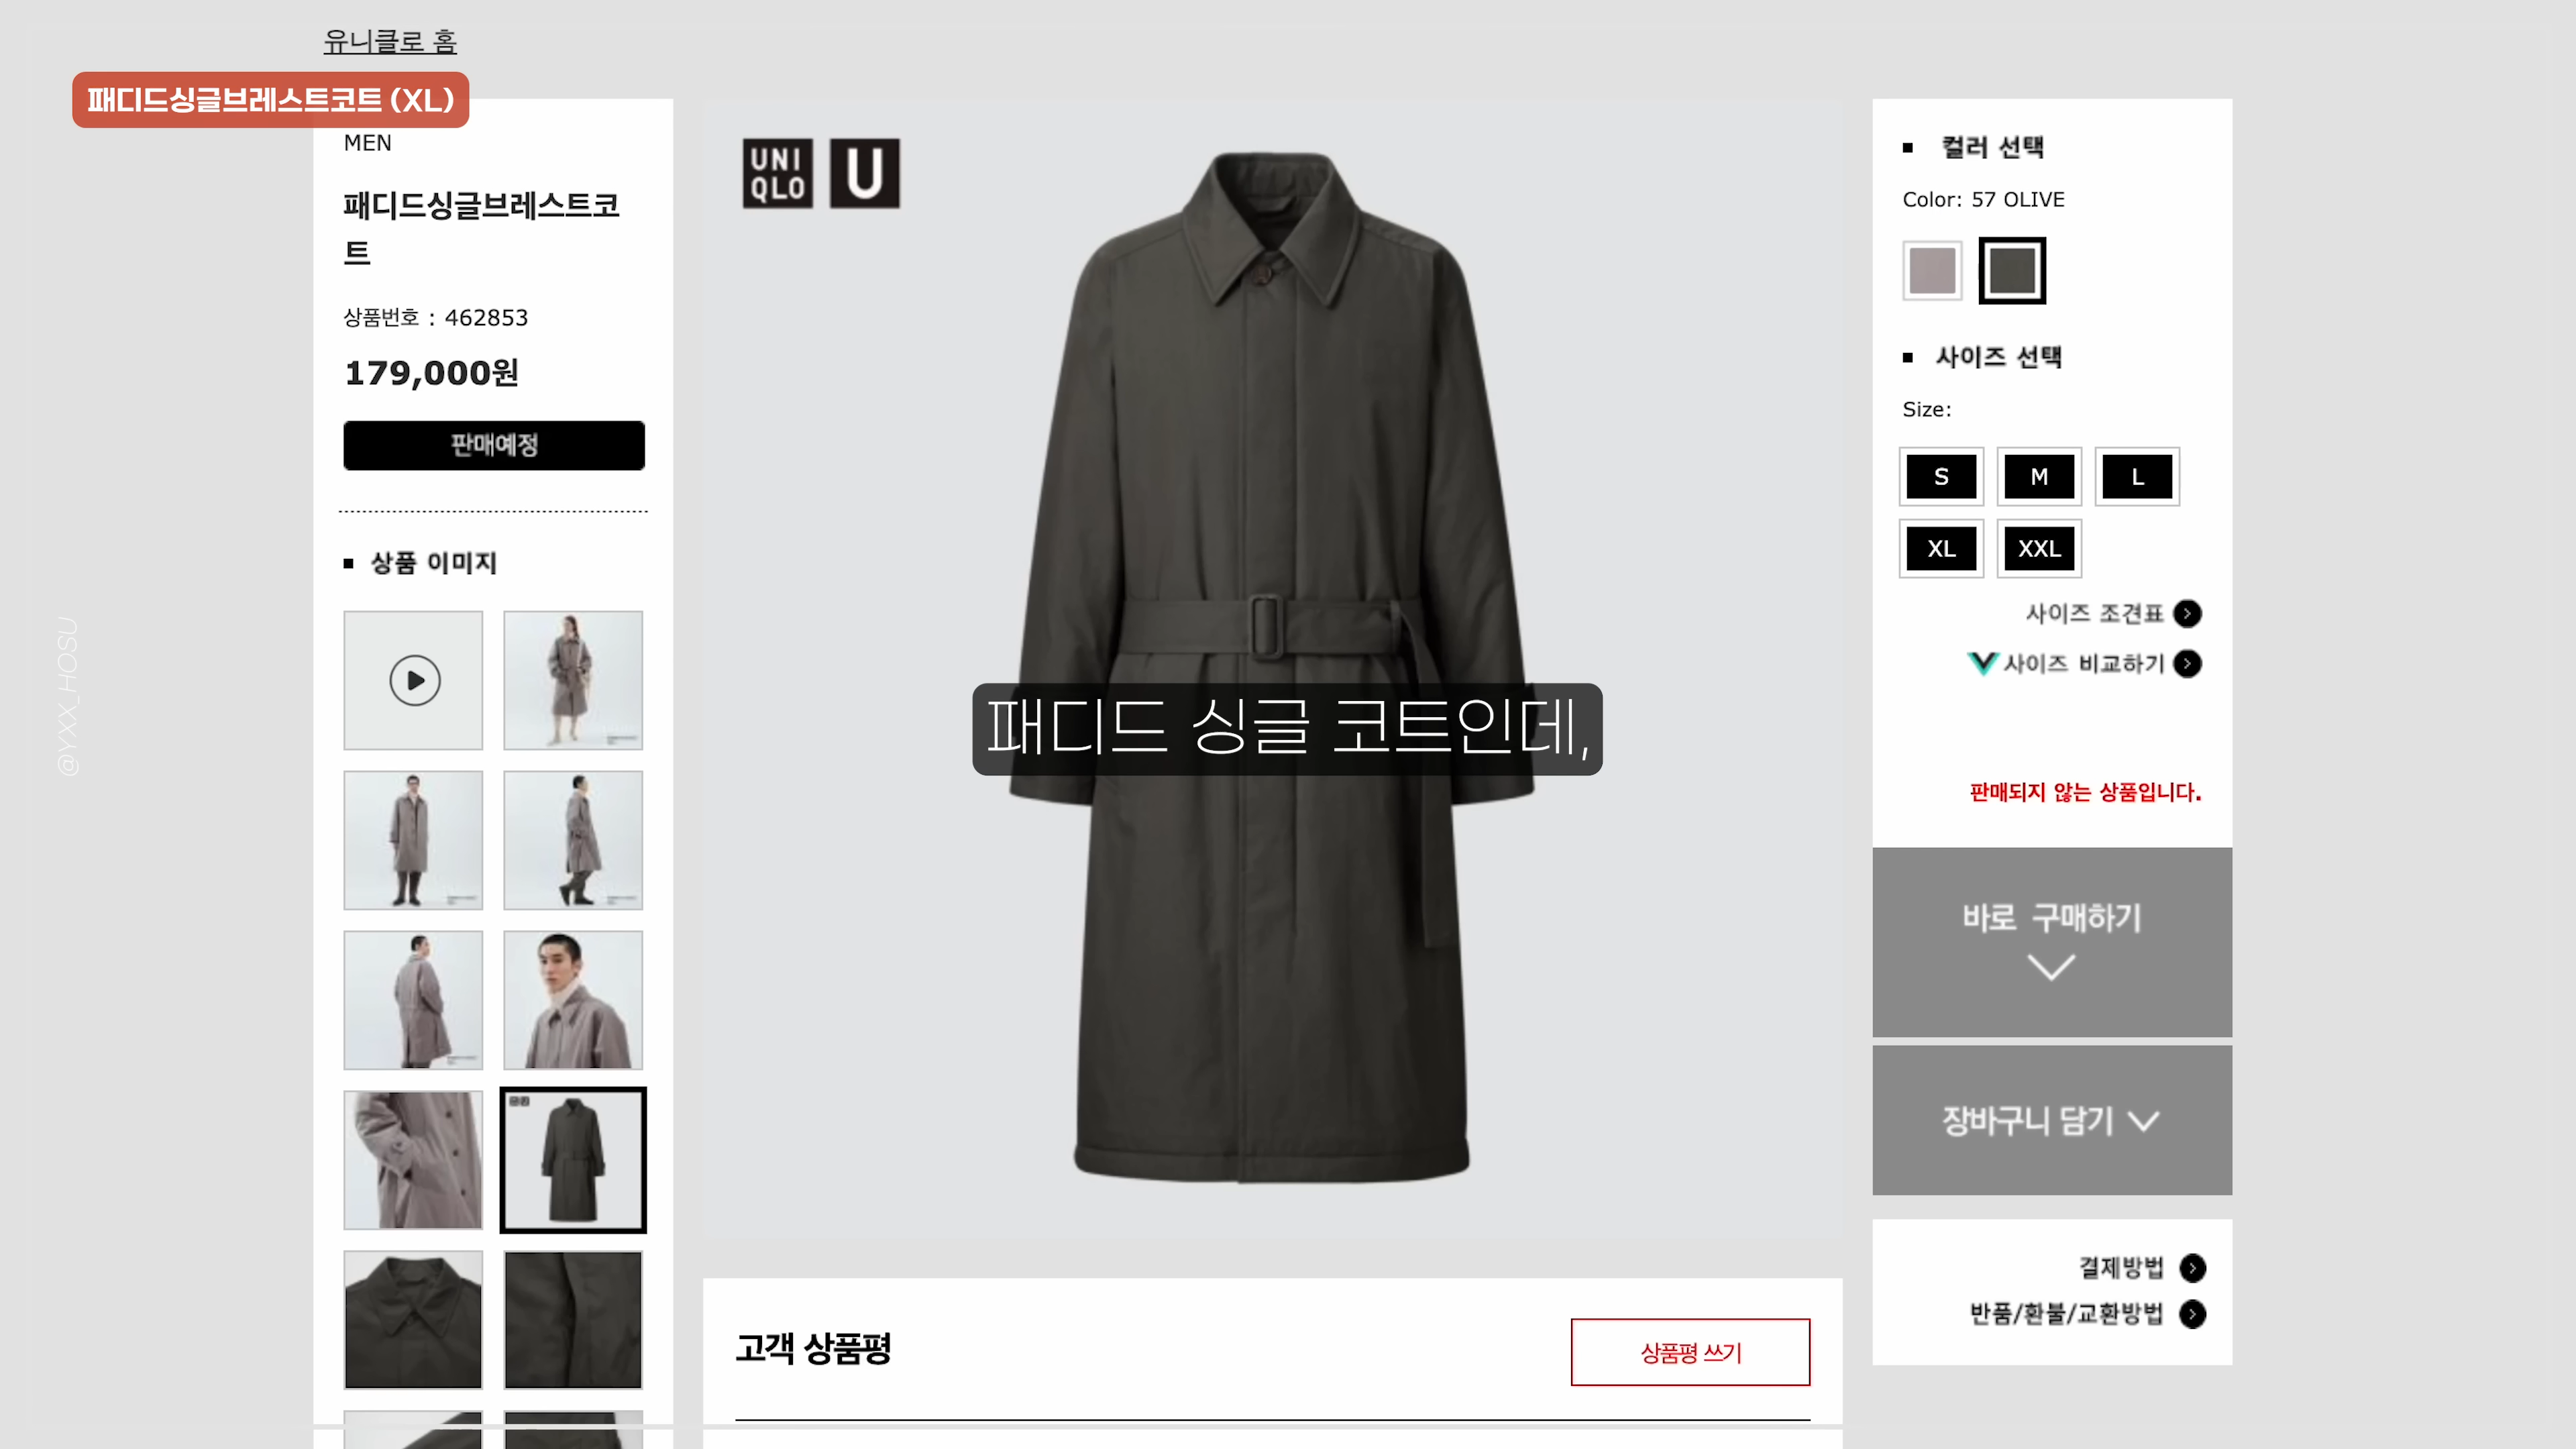 유니클로 홈
패디드싱글브레스트코트 (XL)
MEN
패디드싱글브레스트코
트
상품번호 : 462853
179,000원
판매예정
상품 이미지
@YXX_HOSU
UNI
QLO
U
패디드 싱글 코트인데,
고객 상품평
상품평 쓰기
컬러 선택
Color: 57 OLIVE
사이즈 선택
Size:
S M L
XL XXL
사이즈 조견표
사이즈 비교하기
판매되지 않는 상품입니다.
바로 구매하기
장바구니 담기
결제방법
반품/환불/교환방법